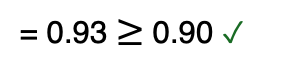 = 0.93 ≥ 0.90 ✓